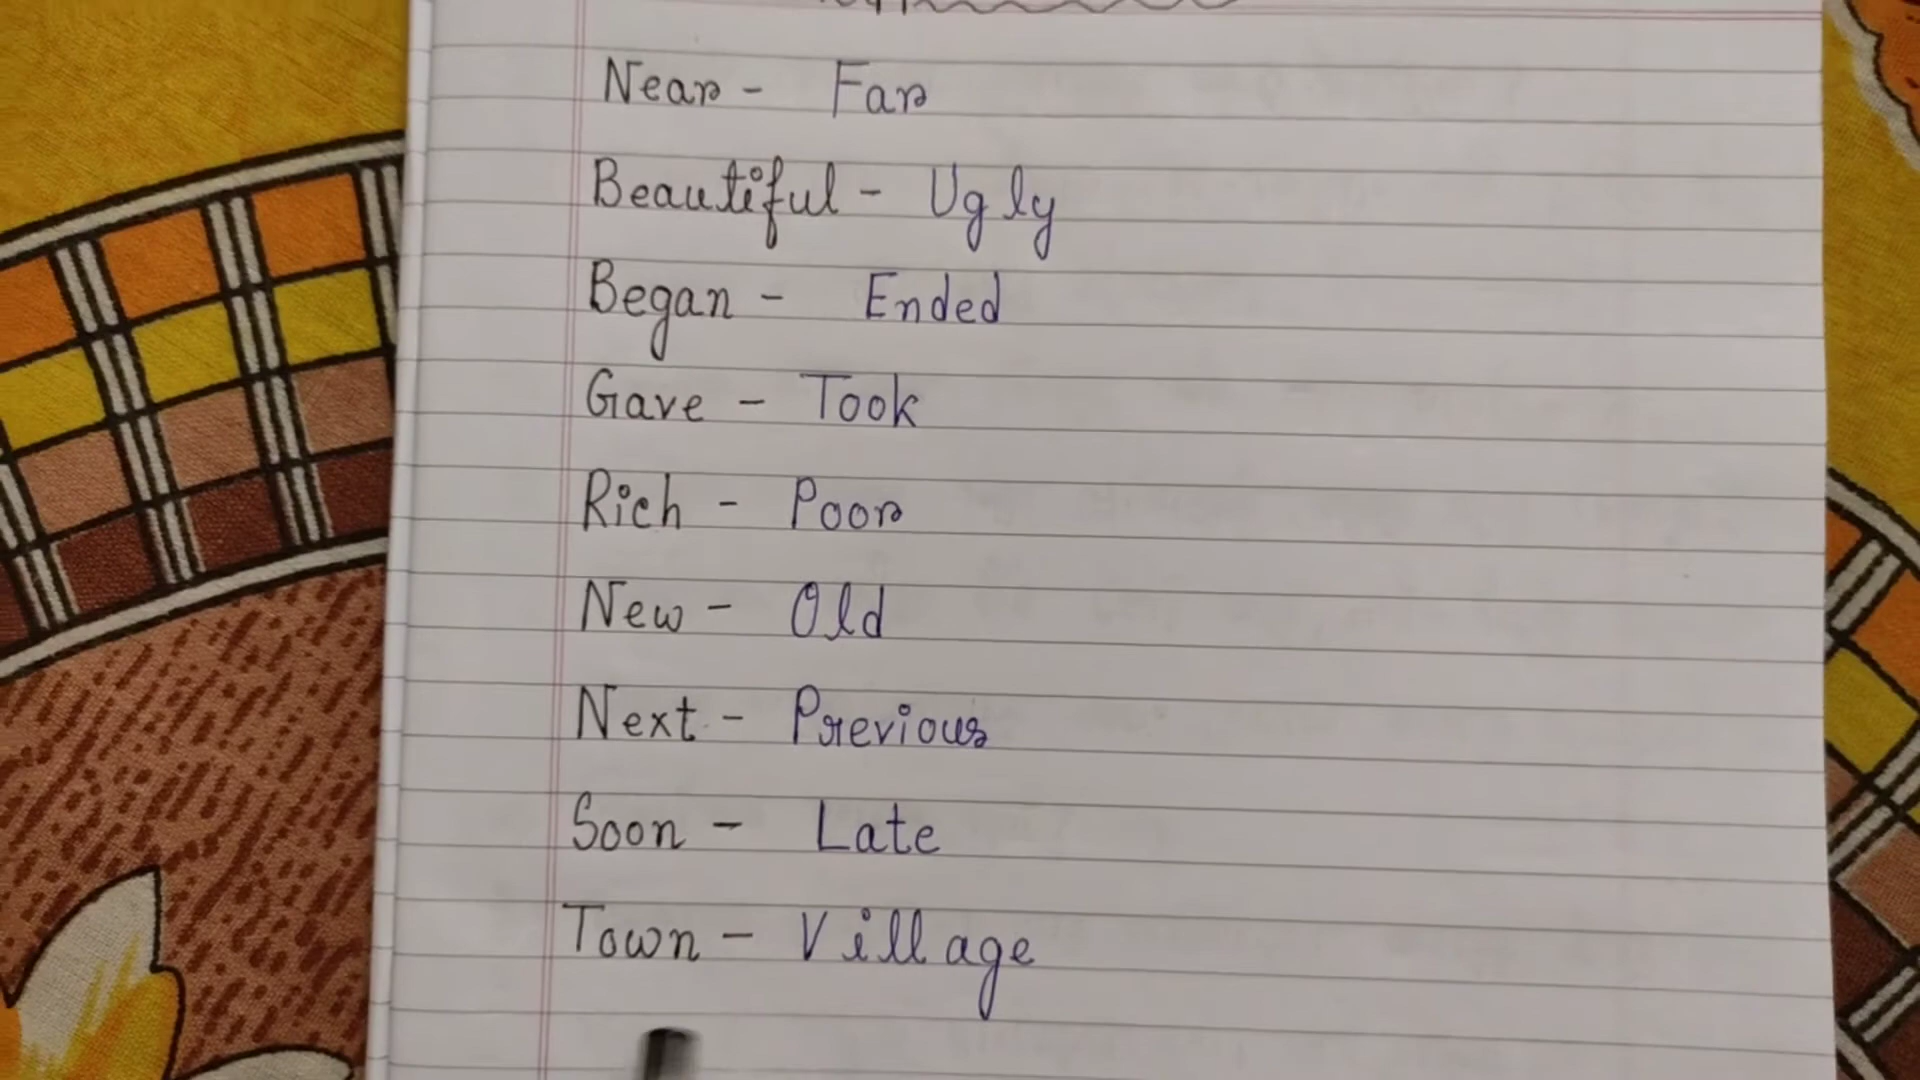 Near - Far
Beautiful - Ugly
Began - Ended
Gave - Took
Rich - Poor
New - Old
Next - Previous
Soon - Late
Town - Village